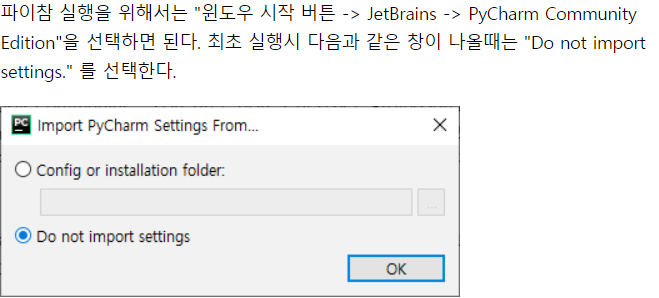 파이참 실행을 위해서는 "윈도우 시작 버튼 -> JetBrains -> PyCharm Community
Edition"을 선택하면 된다. 최초 실행시 다음과 같은 창이 나올때는 "Do not import
settings." 를 선택한다.
PC Import PyCharm Settings From...
Config or installation folder:
...
Do not import settings
OK